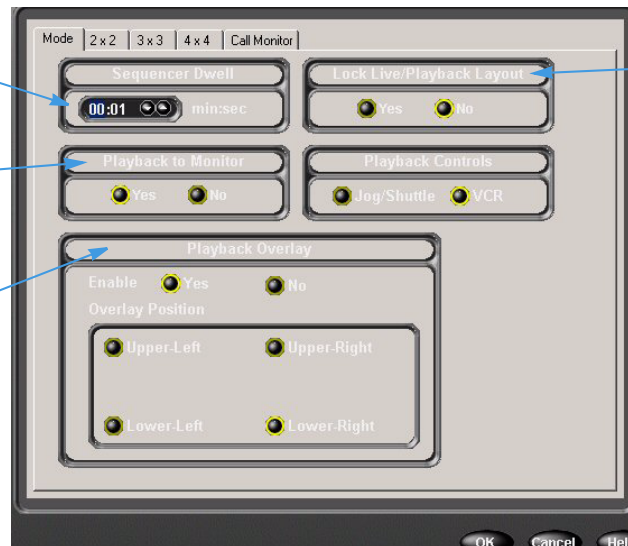 Mode 2 x 2 3 x 3 4 x 4 Call Monitor
Sequencer Dwell
00:01 min:sec
Lock Live/Playback Layout
Yes No
Playback to Monitor
Yes No
Playback Controls
Jog/Shuttle VCR
Playback Overlay
Enable Yes No
Overlay Position
Upper-Left Upper-Right
Lower-Left Lower-Right
OK Cancel Hel